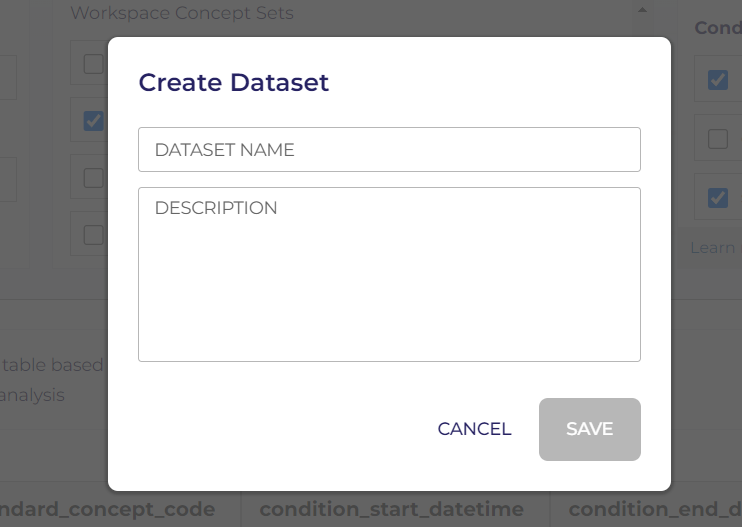 Workspace Concept Sets
Cond
Create Dataset
DATASET NAME
DESCRIPTION
Learn
table based
analysis
CANCEL
SAVE
ndard_concept_code
condition_start_datetime
condition_end_d